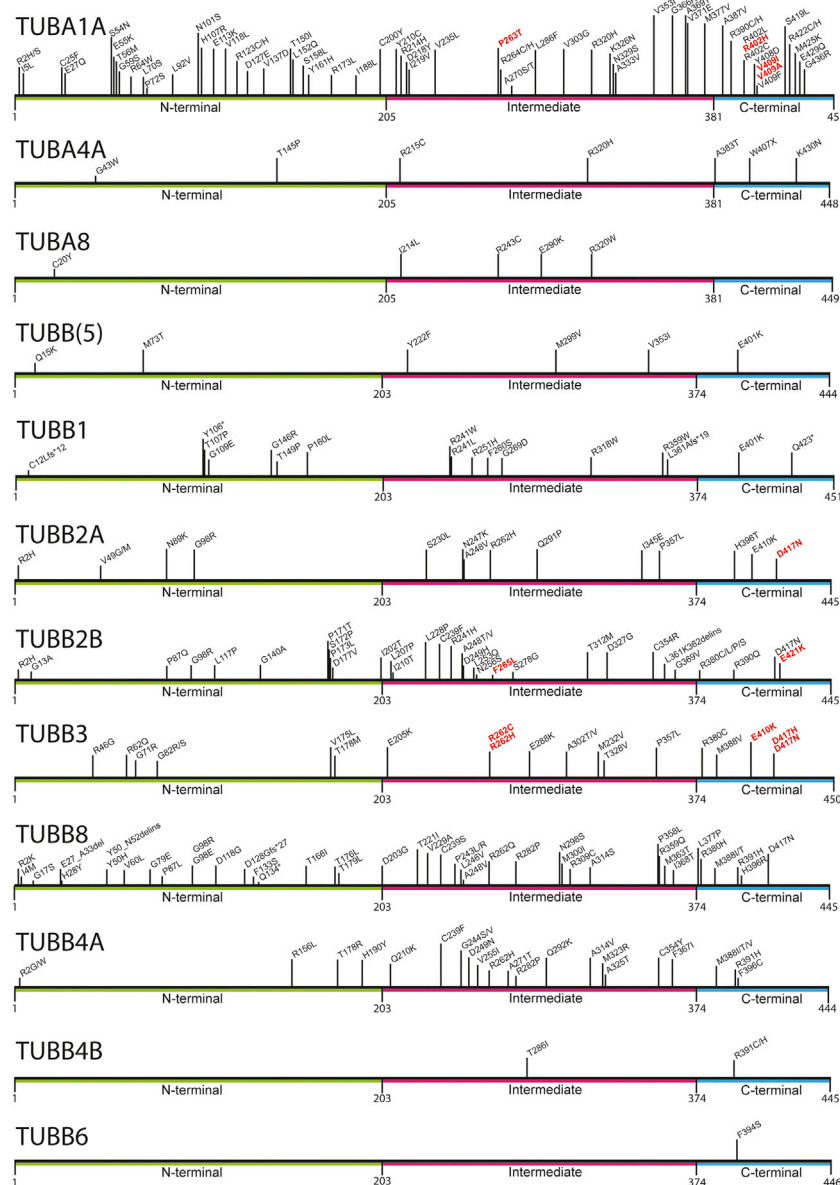 TUBA1A
R2H/S
I5L
C25F
E27Q
S54N
E55K
T56M
G59S
R64W
L70S
P72S
L92V
N101S
H107R
E113K
V118L
R123C/H
D127E
V137D
T150I
L152Q
S158L
Y161H
R173L
I188L
C200Y
Y210C
R214H
D218Y
V235L
P263T
R264C/H
A270S/T
L286F
V303G
R320H
K326N
N329S
A333V
V353I
V371E
M377V
A387V
R390C/H
R402L
R402H
R402C
Y408D
V409I
V409A
V409F
S419L
R422C/H
M425K
E429Q
G436R
N-terminal
Intermediate
C-terminal
1
205
381
45
TUBA4A
G43W
T145P
R215C
R320H
A383T
W407X
K430N
N-terminal
Intermediate
C-terminal
1
205
381
448
TUBA8
C20Y
I214L
R243C
E290K
R320W
N-terminal
Intermediate
C-terminal
1
205
381
449
TUBB(5)
Q15K
M73T
Y222F
M299V
V353I
E401K
N-terminal
Intermediate
C-terminal
1
203
374
444
TUBB1
C12Lfs*12
Y106*
T107P
G109E
G146R
T149P
P160L
R241W
R241L
R251H
F260S
G269D
R318W
R359W
L361Afs*19
E401K
Q423*
N-terminal
Intermediate
C-terminal
1
203
374
451
TUBB2A
R2H
V49G/M
N89K
G98R
S230L
N247K
A248V
R262H
Q291P
I345E
P357L
H396T
E410K
D417N
N-terminal
Intermediate
C-terminal
1
203
374
445
TUBB2B
R2H
G13A
P87Q
G98R
L117P
G140A
P171T
S172P
P173L
D177V
I202T
L207P
I210T
L228P
C239F
R241H
A248T/V
D249H
N256S
F265L
S278G
T312M
D327G
C354R
L361K362delins
G369V
R380C/L/P/S
R390Q
D417N
E421K
N-terminal
Intermediate
C-terminal
1
203
374
445
TUBB3
R46G
R62Q
G71R
G82R/S
V175L
T178M
E205K
R262C
R262H
E288K
A302T/V
M232V
T328V
P357L
R380C
M388V
E410K
D417H
D417N
N-terminal
Intermediate
C-terminal
1
203
374
450
TUBB8
R2K
I4M
G17S
E27_A33del
H28Y
Y50_N52delins
Y50H
V60L
G79E
P87L
G98R
G98E
D118G
D128Gfs*27
F133S
Q134*
T166I
T176L
T179L
D203G
T221I
V229A
C239S
P243L/R
L246V
A248V
R262Q
R282P
N298S
M300I
R309C
A314S
P358L
R359Q
M363T
I368T
L377P
R380H
M388I/T
R391H
H396R
D417N
N-terminal
Intermediate
C-terminal
1
203
374
445
TUBB4A
R2G/W
R156L
T178R
H190Y
Q210K
C239F
G244S/V
D249N
V255I
R262H
A271T
R282P
Q292K
A314V
M323R
A325T
C354Y
F367I
M388I/T/V
R391H
F396C
N-terminal
Intermediate
C-terminal
1
203
374
444
TUBB4B
T286I
R391C/H
N-terminal
Intermediate
C-terminal
1
203
374
445
TUBB6
F394S
N-terminal
Intermediate
C-terminal
1
203
374
446